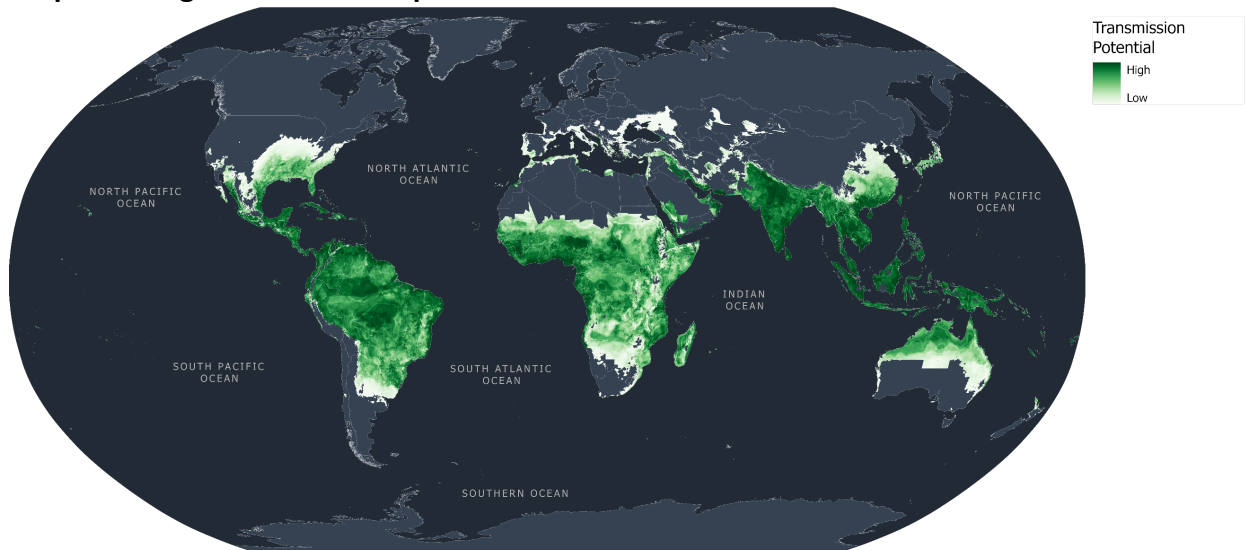 NORTH PACIFIC
OCEAN
NORTH ATLANTIC
OCEAN
NORTH PACIFIC
OCEAN
INDIAN
OCEAN
SOUTH PACIFIC
OCEAN
SOUTH ATLANTIC
OCEAN
SOUTHERN OCEAN
Transmission
Potential
High
Low